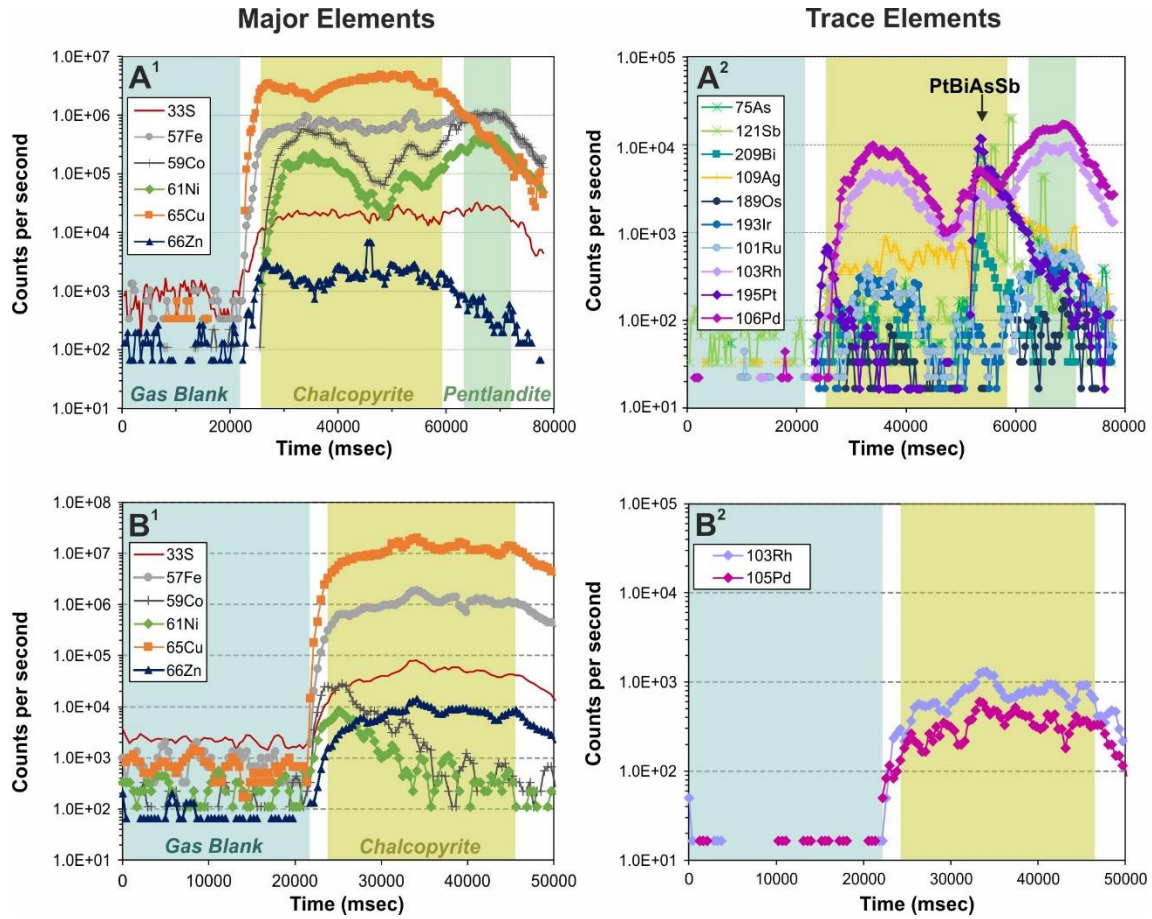 Major Elements
Trace Elements
A1
Counts per second
1.0E+07
1.0E+06
1.0E+05
1.0E+04
1.0E+03
1.0E+02
1.0E+01
33S
57Fe
59Co
61Ni
65Cu
66Zn
Gas Blank
Chalcopyrite
Pentlandite
0
20000
40000
60000
80000
Time (msec)
A2
Counts per second
1.0E+05
1.0E+04
1.0E+03
1.0E+02
1.0E+01
PtBiAsSb
75As
121Sb
209Bi
109Ag
189Os
193Ir
101Ru
103Rh
195Pt
106Pd
0
20000
40000
60000
80000
Time (msec)
B1
Counts per second
1.0E+08
1.0E+07
1.0E+06
1.0E+05
1.0E+04
1.0E+03
1.0E+02
1.0E+01
33S
57Fe
59Co
61Ni
65Cu
66Zn
Gas Blank
Chalcopyrite
0
10000
20000
30000
40000
50000
Time (msec)
B2
Counts per second
1.0E+05
1.0E+04
1.0E+03
1.0E+02
1.0E+01
103Rh
105Pd
0
10000
20000
30000
40000
50000
Time (msec)